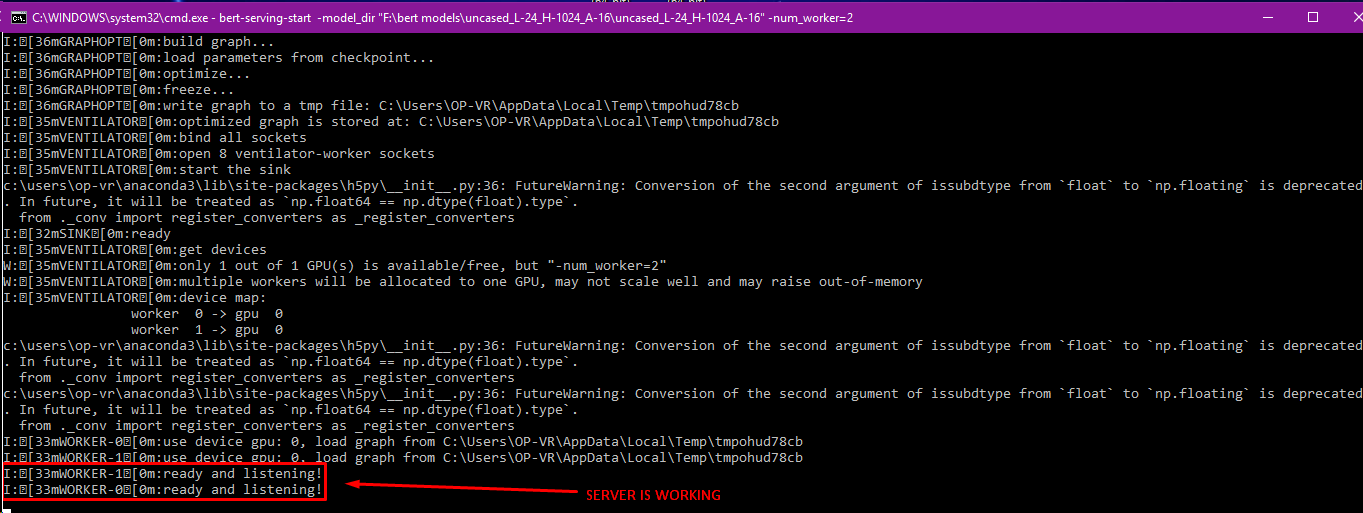 C:\WINDOWS\system32\cmd.exe - bert-serving-start -model_dir "F:\bert models\uncased_L-24_H-1024_A-16\uncased_L-24_H-1024_A-16" -num_worker=2
I:[36mGRAPHOPT[0m:build graph...
I:[36mGRAPHOPT[0m:load parameters from checkpoint...
I:[36mGRAPHOPT[0m:optimize...
I:[36mGRAPHOPT[0m:freeze...
I:[36mGRAPHOPT[0m:write graph to a tmp file: C:\Users\OP-VR\AppData\Local\Temp\tmpohud78cb
I:[35mVENTILATOR[0m:optimized graph is stored at: C:\Users\OP-VR\AppData\Local\Temp\tmpohud78cb
I:[35mVENTILATOR[0m:bind all sockets
I:[35mVENTILATOR[0m:open 8 ventilator-worker sockets
I:[35mVENTILATOR[0m:start the sink
c:\users\op-vr\anaconda3\lib\site-packages\h5py\__init__.py:36: FutureWarning: Conversion of the second argument of issubdtype from `float` to `np.floating` is deprecated
. In future, it will be treated as `np.float64 == np.dtype(float).type`.
from ._conv import register_converters as _register_converters
I:[32mSINK[0m:ready
I:[35mVENTILATOR[0m:get devices
W:[35mVENTILATOR[0m:only 1 out of 1 GPU(s) is available/free, but "-num_worker=2"
W:[35mVENTILATOR[0m:multiple workers will be allocated to one GPU, may not scale well and may raise out-of-memory
I:[35mVENTILATOR[0m:device map:
worker 0 -> gpu 0
worker 1 -> gpu 0
c:\users\op-vr\anaconda3\lib\site-packages\h5py\__init__.py:36: FutureWarning: Conversion of the second argument of issubdtype from `float` to `np.floating` is deprecated
. In future, it will be treated as `np.float64 == np.dtype(float).type`.
from ._conv import register_converters as _register_converters
c:\users\op-vr\anaconda3\lib\site-packages\h5py\__init__.py:36: FutureWarning: Conversion of the second argument of issubdtype from `float` to `np.floating` is deprecated
. In future, it will be treated as `np.float64 == np.dtype(float).type`.
from ._conv import register_converters as _register_converters
I:[33mWORKER-0[0m:use device gpu: 0, load graph from C:\Users\OP-VR\AppData\Local\Temp\tmpohud78cb
I:[33mWORKER-1[0m:use device gpu: 0, load graph from C:\Users\OP-VR\AppData\Local\Temp\tmpohud78cb
I:[33mWORKER-1[0m:ready and listening!
I:[33mWORKER-0[0m:ready and listening!
SERVER IS WORKING